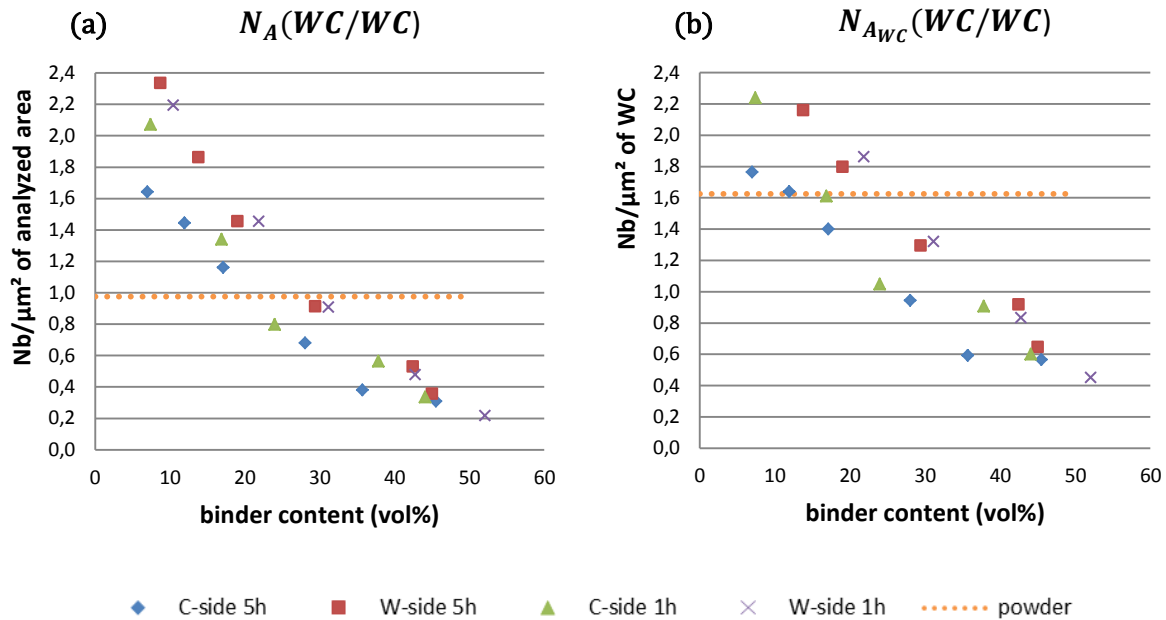 (a) N_A(WC/WC)
Nb/µm² of analyzed area
2,4
2,2
2,0
1,8
1,6
1,4
1,2
1,0
0,8
0,6
0,4
0,2
0,0
0 10 20 30 40 50 60
binder content (vol%)
(b) N_{A_{WC}}(WC/WC)
Nb/µm² of WC
2,4
2,2
2,0
1,8
1,6
1,4
1,2
1,0
0,8
0,6
0,4
0,2
0,0
0 10 20 30 40 50 60
binder content (vol%)
C-side 5h W-side 5h C-side 1h W-side 1h powder